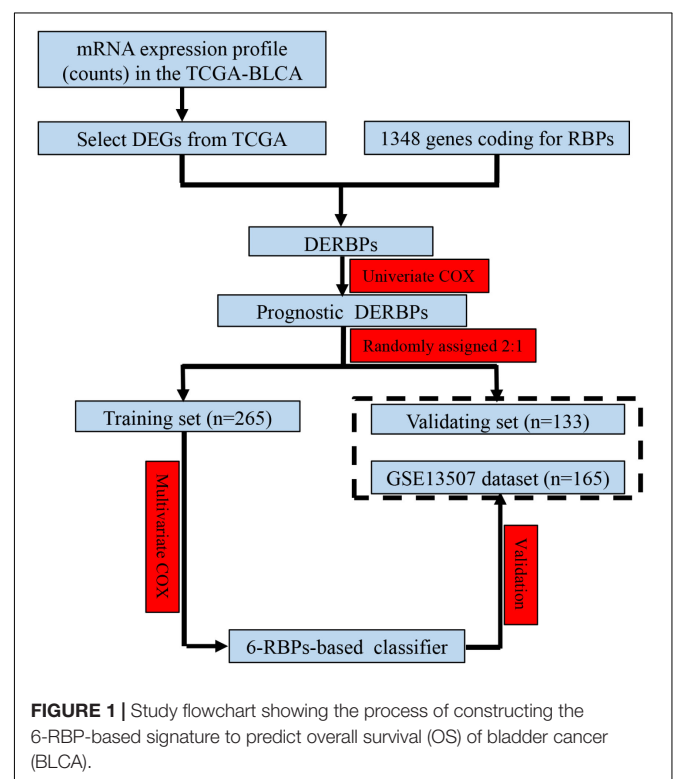 mRNA expression profile
(counts) in the TCGA-BLCA
Select DEGs from TCGA
1348 genes coding for RBPs
DERBPs
Univeriate COX
Prognostic DERBPs
Randomly assigned 2:1
Training set (n=265)
Validating set (n=133)
GSE13507 dataset (n=165)
Multivariate COX
Validation
6-RBPs-based classifier
FIGURE 1 | Study flowchart showing the process of constructing the
6-RBP-based signature to predict overall survival (OS) of bladder cancer
(BLCA).